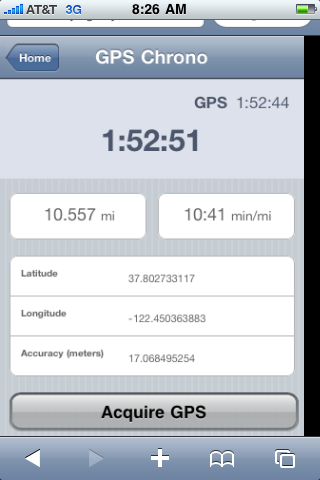 AT&T 3G 8:26 AM
Home GPS Chrono
GPS 1:52:44
1:52:51
10.557 mi 10:41 min/mi
Latitude 37.802733117
Longitude -122.450363883
Accuracy (meters) 17.068495254
Acquire GPS